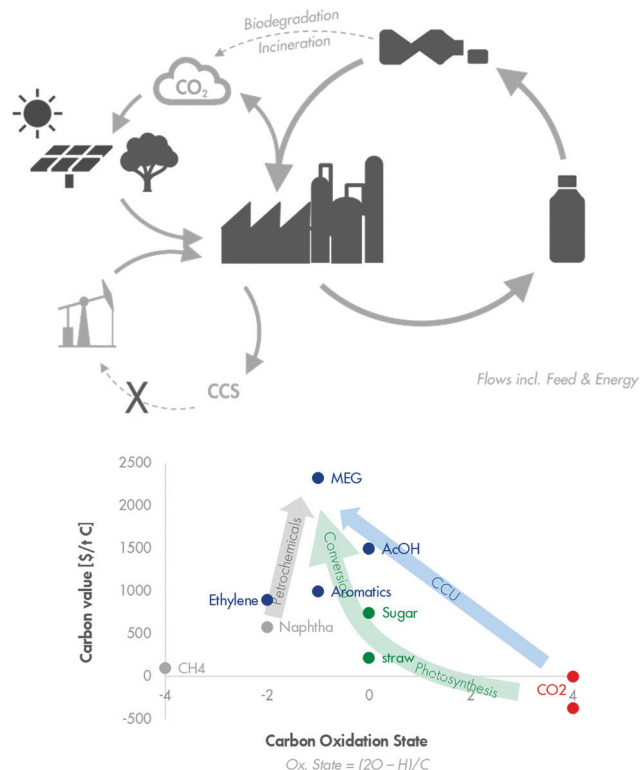 Biodegradation
Incineration
CO2
X
CCS
Flows incl. Feed & Energy
2500
2000
1500
1000
500
0
-500
Carbon value [$/t C]
MEG
Petrochemicals
Conversion
CCU
AcOH
Ethylene
Aromatics
Naphtha
Sugar
straw
Photosynthesis
CH4
CO2
-4
-2
0
2
4
Carbon Oxidation State
Ox. State = (2O – H)/C